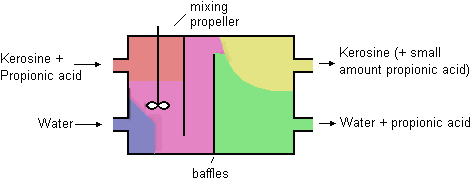 mixing
propeller
Kerosine +
Propionic acid
Kerosine (+ small
amount propionic acid)
Water
Water + propionic acid
baffles